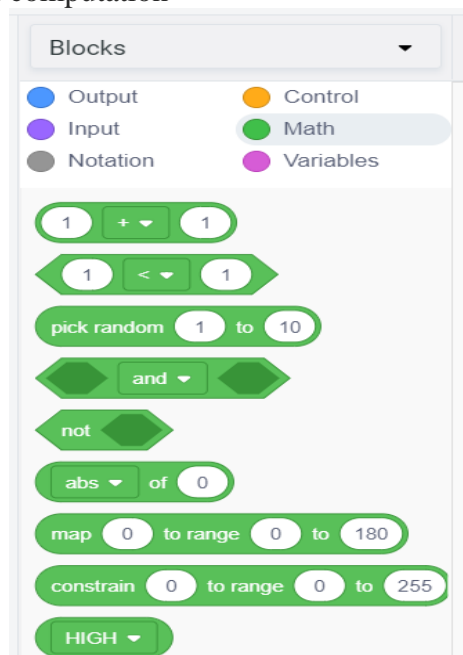 computation
Blocks
Output Control
Input Math
Notation Variables
1 + 1
1 < 1
pick random 1 to 10
and
not
abs of 0
map 0 to range 0 to 180
constrain 0 to range 0 to 255
HIGH